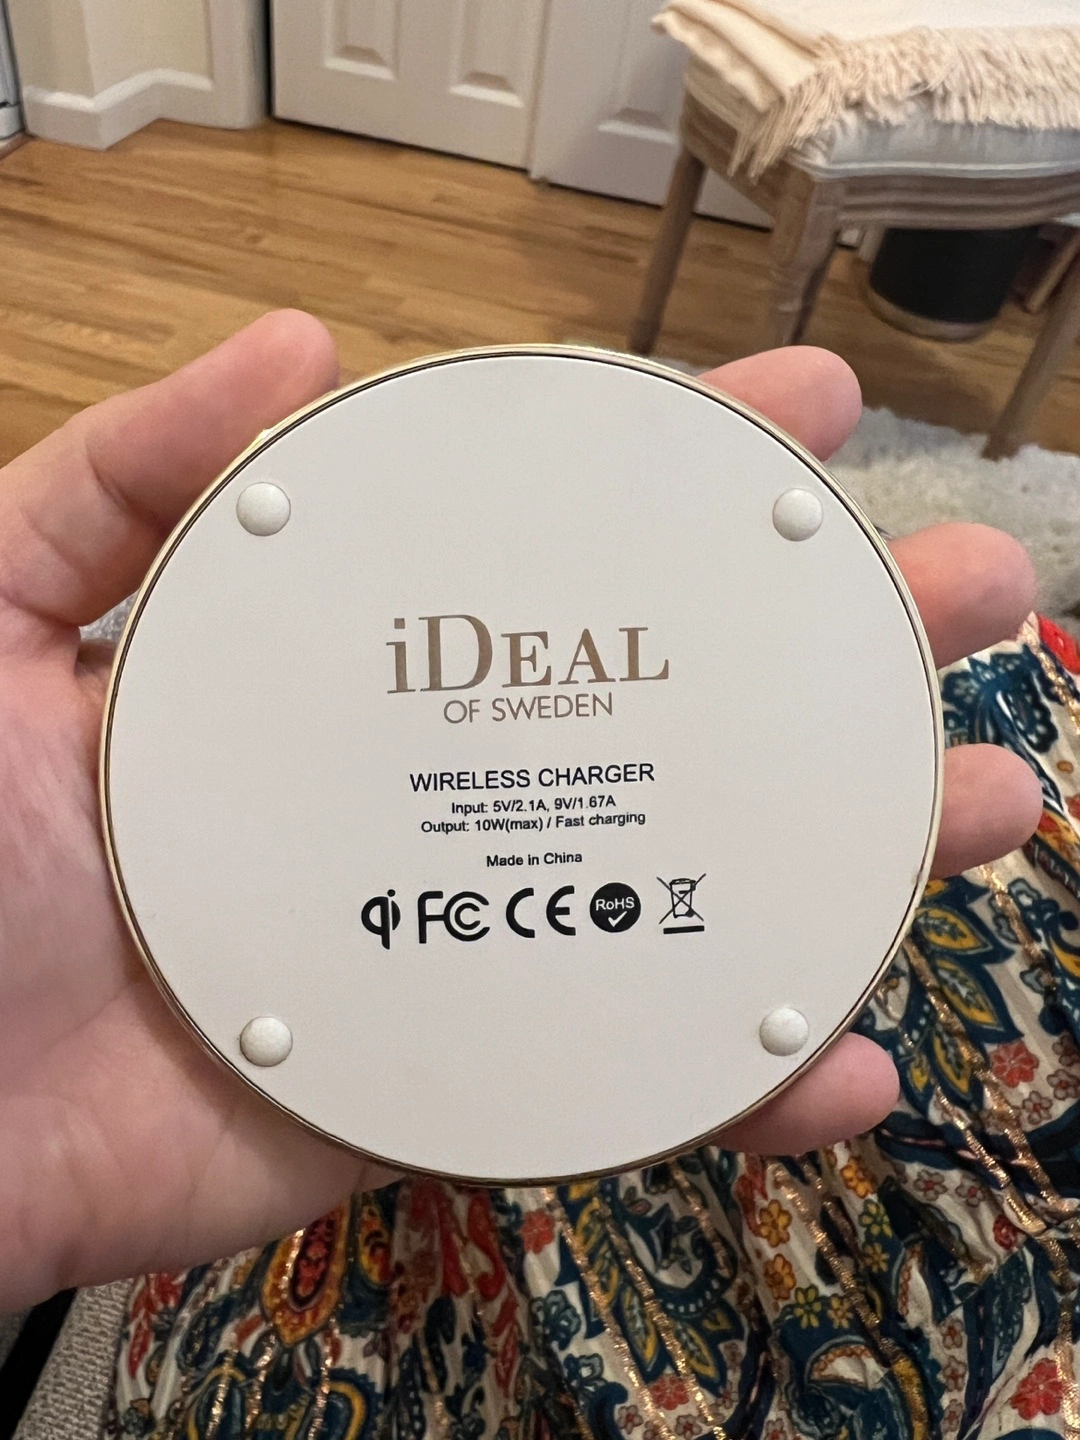 iDEAL
OF SWEDEN
WIRELESS CHARGER
Input: 5V/2.1A, 9V/1.67A
Output: 10W(max) / Fast charging
Made in China
qi FC CE RoHS